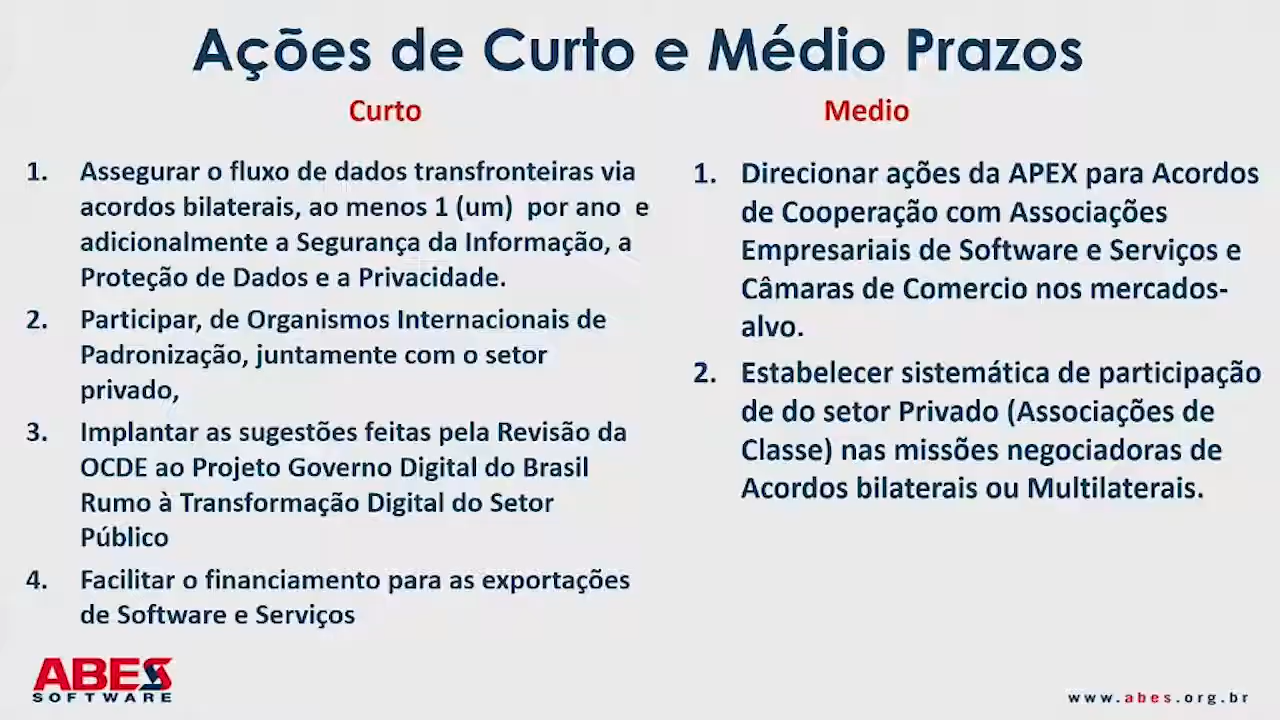 Ações de Curto e Médio Prazos
Curto
1. Assegurar o fluxo de dados transfronteiras via
acordos bilaterais, ao menos 1 (um) por ano e
adicionalmente a Segurança da Informação, a
Proteção de Dados e a Privacidade.
2. Participar, de Organismos Internacionais de
Padronização, juntamente com o setor
privado,
3. Implantar as sugestões feitas pela Revisão da
OCDE ao Projeto Governo Digital do Brasil
Rumo à Transformação Digital do Setor
Público
4. Facilitar o financiamento para as exportações
de Software e Serviços
Medio
1. Direcionar ações da APEX para Acordos
de Cooperação com Associações
Empresariais de Software e Serviços e
Câmaras de Comercio nos mercados-
alvo.
2. Estabelecer sistemática de participação
de do setor Privado (Associações de
Classe) nas missões negociadoras de
Acordos bilaterais ou Multilaterais.
ABES
SOFTWARE
www.abes.org.br